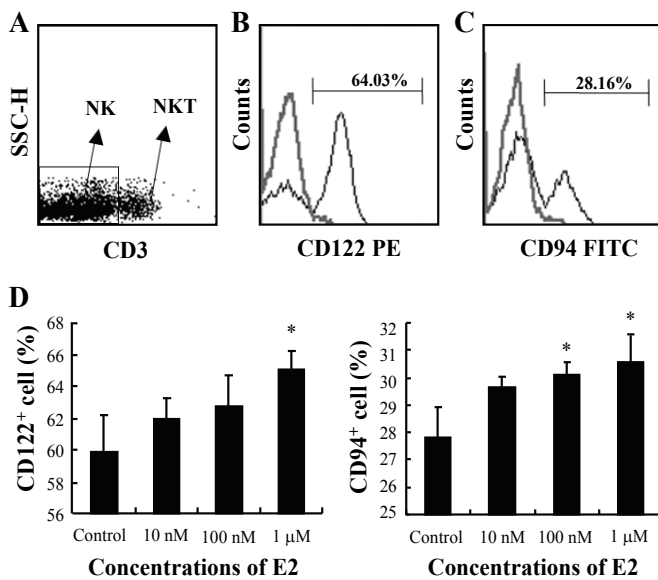 A
SSC-H
NK NKT
CD3
B
Counts
64.03%
CD122 PE
C
Counts
28.16%
CD94 FITC
D
CD122+ cell (%)
68
66
64
62
60
58
56
*
Control 10 nM 100 nM 1 μM
Concentrations of E2
CD94+ cell (%)
32
31
30
29
28
27
26
25
* *
Control 10 nM 100 nM 1 μM
Concentrations of E2